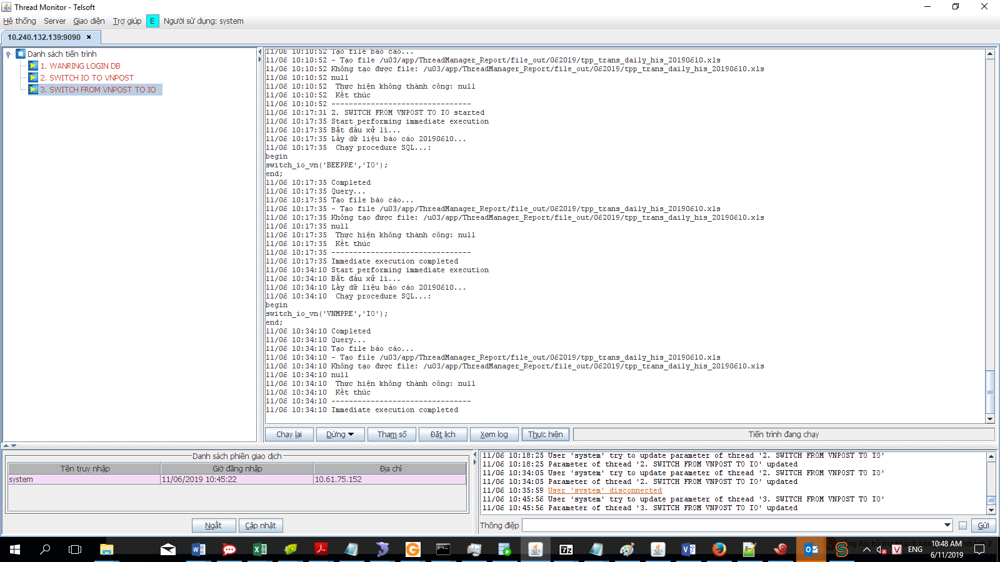 Thread Monitor - Telsoft
Hệ thống Server Giao diện Trợ giúp E Người sử dụng: system
10.240.132.139:9090
Danh sách tiến trình
1. WANRING LOGIN DB
2. SWITCH IO TO VNPOST
3. SWITCH FROM VNPOST TO IO
11/06 10:10:52 Tạo file báo cáo...
11/06 10:10:52 - Tạo file /u03/app/ThreadManager_Report/file_out/062019/tpp_trans_daily_his_20190610.xls
11/06 10:10:52 Không tạo được file: /u03/app/ThreadManager_Report/file_out/062019/tpp_trans_daily_his_20190610.xls
11/06 10:10:52 null
11/06 10:10:52  Thực hiện không thành công: null
11/06 10:10:52  Kết thúc
11/06 10:10:52 --------------------------------
11/06 10:17:31 2. SWITCH FROM VNPOST TO IO started
11/06 10:17:35 Start performing immediate execution
11/06 10:17:35 Bắt đầu xử lí...
11/06 10:17:35 Lấy dữ liệu báo cáo 20190610...
11/06 10:17:35  Chạy procedure SQL...:
begin
switch_io_vn('BEEPRE','IO');
end;
11/06 10:17:35 Completed
11/06 10:17:35 Query...
11/06 10:17:35 Tạo file báo cáo...
11/06 10:17:35 - Tạo file /u03/app/ThreadManager_Report/file_out/062019/tpp_trans_daily_his_20190610.xls
11/06 10:17:35 Không tạo được file: /u03/app/ThreadManager_Report/file_out/062019/tpp_trans_daily_his_20190610.xls
11/06 10:17:35 null
11/06 10:17:35  Thực hiện không thành công: null
11/06 10:17:35  Kết thúc
11/06 10:17:35 --------------------------------
11/06 10:17:35 Immediate execution completed
11/06 10:34:10 Start performing immediate execution
11/06 10:34:10 Bắt đầu xử lí...
11/06 10:34:10 Lấy dữ liệu báo cáo 20190610...
11/06 10:34:10  Chạy procedure SQL...:
begin
switch_io_vn('VNMPRE','IO');
end;
11/06 10:34:10 Completed
11/06 10:34:10 Query...
11/06 10:34:10 Tạo file báo cáo...
11/06 10:34:10 - Tạo file /u03/app/ThreadManager_Report/file_out/062019/tpp_trans_daily_his_20190610.xls
11/06 10:34:10 Không tạo được file: /u03/app/ThreadManager_Report/file_out/062019/tpp_trans_daily_his_20190610.xls
11/06 10:34:10 null
11/06 10:34:10  Thực hiện không thành công: null
11/06 10:34:10  Kết thúc
11/06 10:34:10 --------------------------------
11/06 10:34:10 Immediate execution completed
Chạy lại Dừng Tham số Đặt lịch Xem log Thực hiện Tiến trình đang chạy
Danh sách phiên giao dịch
Tên truy nhập Giờ đăng nhập Địa chỉ
system 11/06/2019 10:45:22 10.61.75.152
Ngắt Cập nhật
11/06 10:18:25 User 'system' try to update parameter of thread '2. SWITCH FROM VNPOST TO IO'
11/06 10:18:25 Parameter of thread '2. SWITCH FROM VNPOST TO IO' updated
11/06 10:34:05 User 'system' try to update parameter of thread '2. SWITCH FROM VNPOST TO IO'
11/06 10:34:05 Parameter of thread '2. SWITCH FROM VNPOST TO IO' updated
11/06 10:35:59 User 'system' disconnected
11/06 10:45:56 User 'system' try to update parameter of thread '3. SWITCH FROM VNPOST TO IO'
11/06 10:45:56 Parameter of thread '3. SWITCH FROM VNPOST TO IO' updated
Thông điệp Gửi
ENG 10:48 AM
6/11/2019